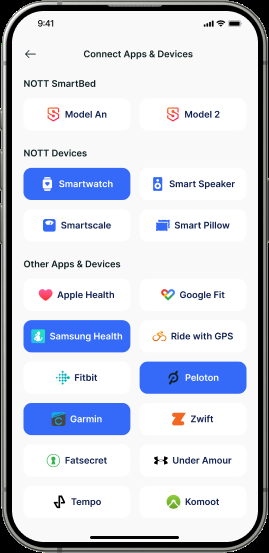 9:41
Connect Apps & Devices
NOTT SmartBed
Model An
Model 2
NOTT Devices
Smartwatch
Smart Speaker
Smartscale
Smart Pillow
Other Apps & Devices
Apple Health
Google Fit
Samsung Health
Ride with GPS
Fitbit
Peloton
Garmin
Zwift
Fatsecret
Under Amour
Tempo
Komoot